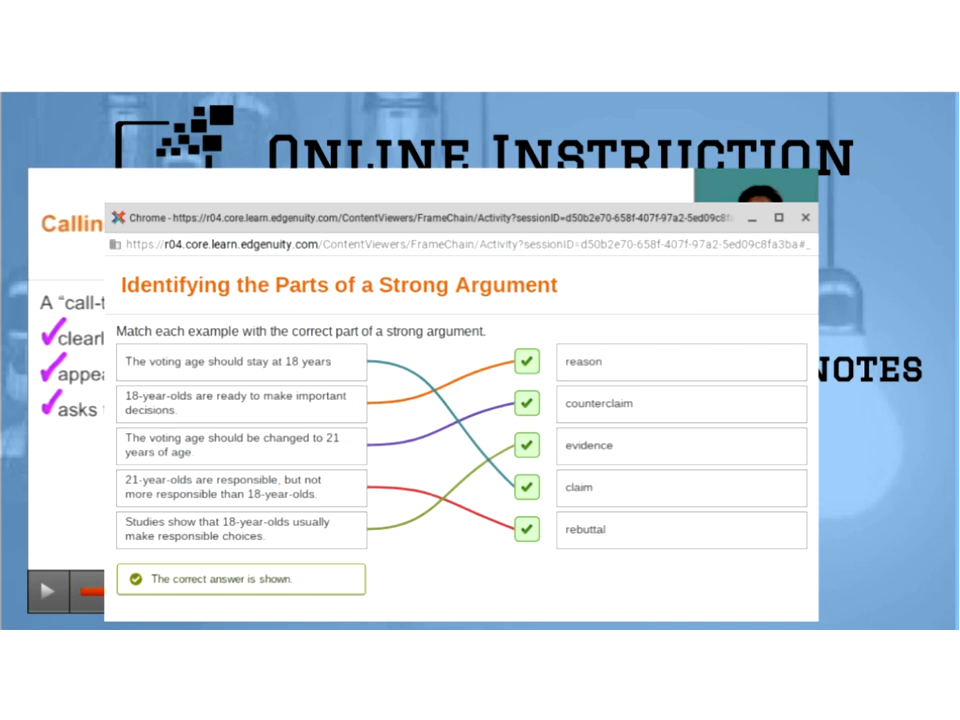 ONLINE INSTRUCTION
Callin
Chrome - https://r04.core.learn.edgenuity.com/ContentViewers/FrameChain/Activity?sessionID=d50b2e70-658f-407f-97a2-5ed09c8f
https://r04.core.learn.edgenuity.com/ContentViewers/FrameChain/Activity?sessionID=d50b2e70-658f-407f-97a2-5ed09c8fa3ba#_
Identifying the Parts of a Strong Argument
A “call-t
clearl
appea
asks t
NOTES
Match each example with the correct part of a strong argument.
The voting age should stay at 18 years
reason
18-year-olds are ready to make important
decisions.
counterclaim
The voting age should be changed to 21
years of age.
evidence
21-year-olds are responsible, but not
more responsible than 18-year-olds.
claim
Studies show that 18-year-olds usually
make responsible choices.
rebuttal
The correct answer is shown.